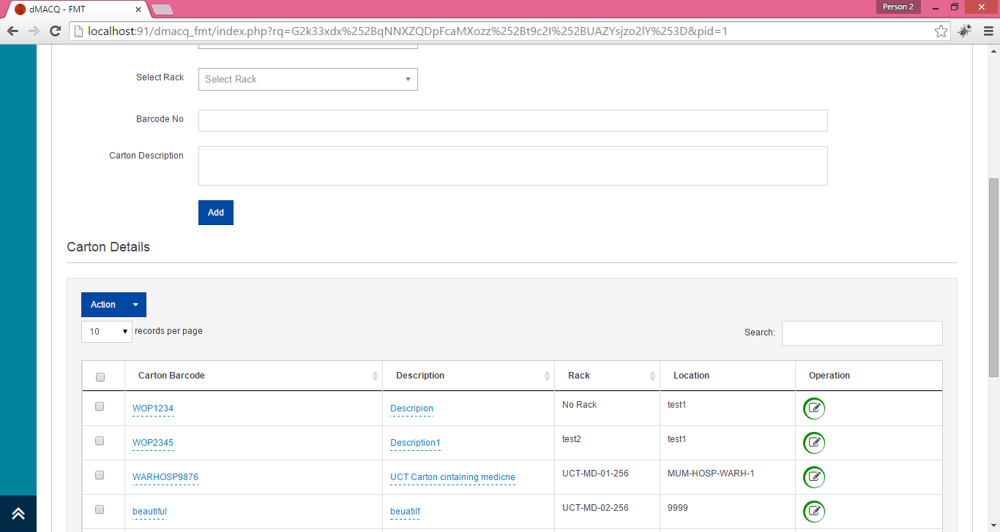 dMACQ - FMT
Person 2
localhost:91/dmacq_fmt/index.php?rq=G2k33xdx%252BqNNXZQDpFcaMXozz%252Bt9c2I%252BUAZYsjzo2lY%253D&pid=1
Select Rack
Select Rack
Barcode No
Carton Description
Add
Carton Details
Action
10 records per page
Search:
Carton Barcode Description Rack Location Operation
WOP1234 Descripion No Rack test1
WOP2345 Description1 test2 test1
WARHOSP9876 UCT Carton cintaining medicne UCT-MD-01-256 MUM-HOSP-WARH-1
beautiful beuatilf UCT-MD-02-256 9999